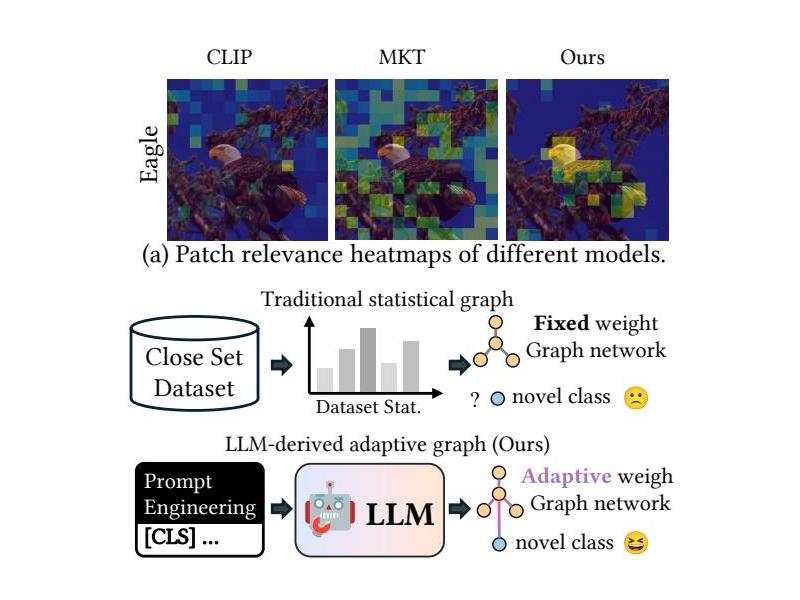 CLIP MKT Ours
Eagle
(a) Patch relevance heatmaps of different models.
Traditional statistical graph
Close Set
Dataset
Dataset Stat.
Fixed weight
Graph network
? novel class
LLM-derived adaptive graph (Ours)
Prompt
Engineering
[CLS] ...
LLM
Adaptive weigh
Graph network
novel class